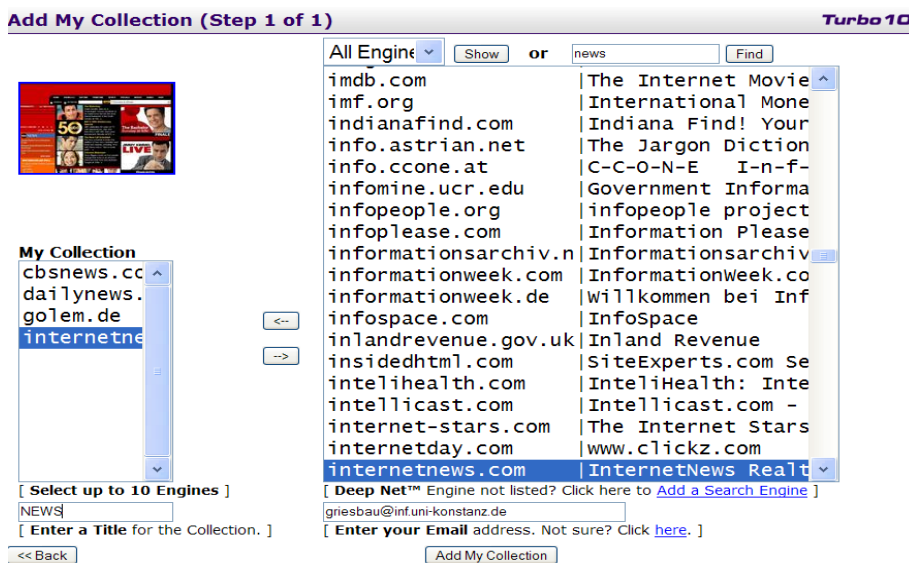 Add My Collection (Step 1 of 1)
Turbo10
All Engine Show or news Find
imdb.com |The Internet Movie
imf.org |International Mone
indianafind.com |Indiana Find! Your
info.astrian.net |The Jargon Diction
info.ccone.at |C-C-O-N-E I-n-f-
infomine.ucr.edu |Government Informa
infopeople.org |infopeople project
infoplease.com |Information Please
informationsarchiv.n|Informationsarchiv
informationweek.com |InformationWeek.co
informationweek.de |Willkommen bei Inf
infospace.com |InfoSpace
inlandrevenue.gov.uk|Inland Revenue
insidedhtml.com |SiteExperts.com Se
intelihealth.com |InteliHealth: Inte
intellicast.com |Intellicast.com -
internet-stars.com |The Internet Stars
internetday.com |www.clickz.com
internetnews.com |InternetNews Realt
50
LIVE
My Collection
cbsnews.cc
dailynews.
golem.de
internetne
<--
-->
[ Select up to 10 Engines ]
NEWS
[ Enter a Title for the Collection. ]
[ Deep Net™ Engine not listed? Click here to Add a Search Engine ]
griesbau@inf.uni-konstanz.de
[ Enter your Email address. Not sure? Click here. ]
<< Back
Add My Collection